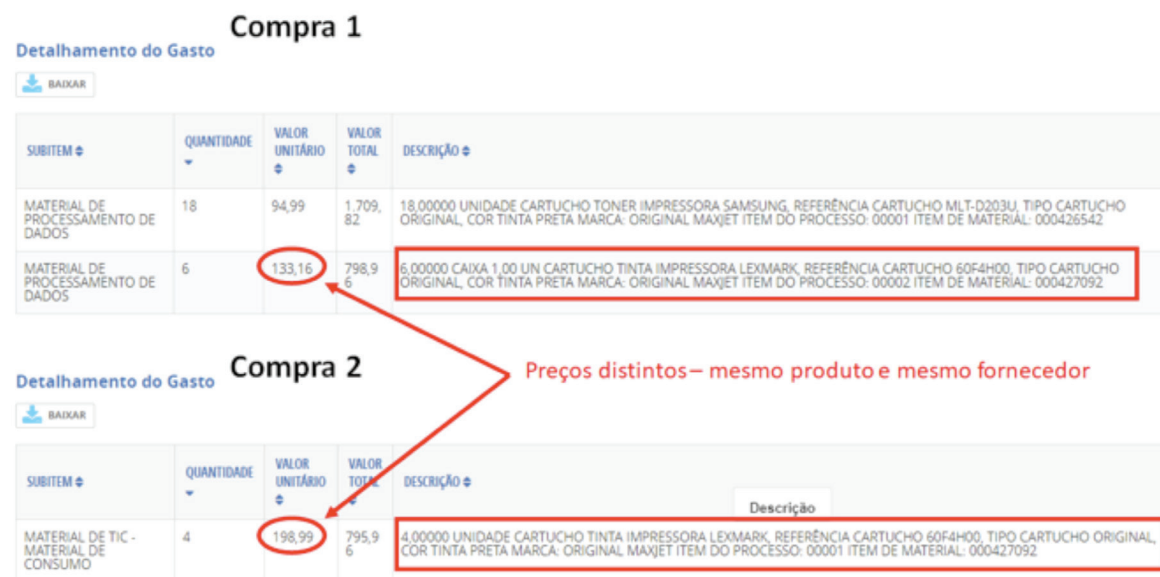 Compra 1
Detalhamento do Gasto
BAIXAR
SUBITEM QUANTIDADE VALOR UNITÁRIO VALOR TOTAL DESCRIÇÃO
MATERIAL DE PROCESSAMENTO DE DADOS
18
94,99
1.709,82
18,00000 UNIDADE CARTUCHO TONER IMPRESSORA SAMSUNG, REFERÊNCIA CARTUCHO MLT-D203U, TIPO CARTUCHO
ORIGINAL, COR TINTA PRETA MARCA: ORIGINAL MAXJET ITEM DO PROCESSO: 00001 ITEM DE MATERIAL: 000426542
MATERIAL DE PROCESSAMENTO DE DADOS
6
133,16
798,96
6,00000 CAIXA 1,00 UN CARTUCHO TINTA IMPRESSORA LEXMARK, REFERÊNCIA CARTUCHO 60F4H00, TIPO CARTUCHO
ORIGINAL, COR TINTA PRETA MARCA: ORIGINAL MAXJET ITEM DO PROCESSO: 00002 ITEM DE MATERIAL: 000427092
Compra 2
Preços distintos – mesmo produto e mesmo fornecedor
Detalhamento do Gasto
BAIXAR
SUBITEM QUANTIDADE VALOR UNITÁRIO VALOR TOTAL DESCRIÇÃO
Descrição
MATERIAL DE TIC - MATERIAL DE CONSUMO
4
198,99
795,96
4,00000 UNIDADE CARTUCHO TINTA IMPRESSORA LEXMARK, REFERÊNCIA CARTUCHO 60F4H00, TIPO CARTUCHO ORIGINAL,
COR TINTA PRETA MARCA: ORIGINAL MAXJET ITEM DO PROCESSO: 00001 ITEM DE MATERIAL: 000427092